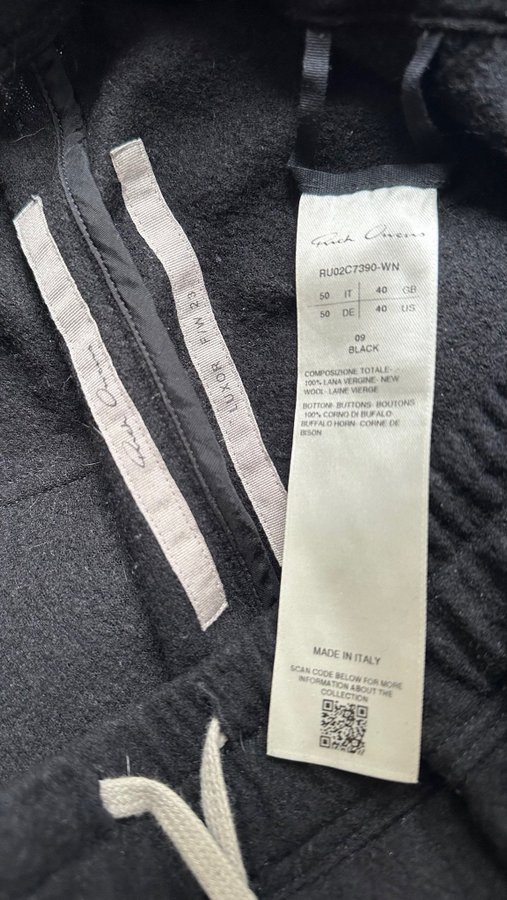 Rick Owens
LUXOR F/W 23
Rick Owens
RU02C7390-WN
50 IT 40 GB
50 DE 40 US
09
BLACK
COMPOSIZIONE TOTALE-
100% LANA VERGINE- NEW
WOOL- LAINE VIERGE
BOTTONI- BUTTONS- BOUTONS
100% CORNO DI BUFALO-
BUFFALO HORN- CORNE DE
BISON
MADE IN ITALY
SCAN CODE BELOW FOR MORE
INFORMATION ABOUT THE
COLLECTION